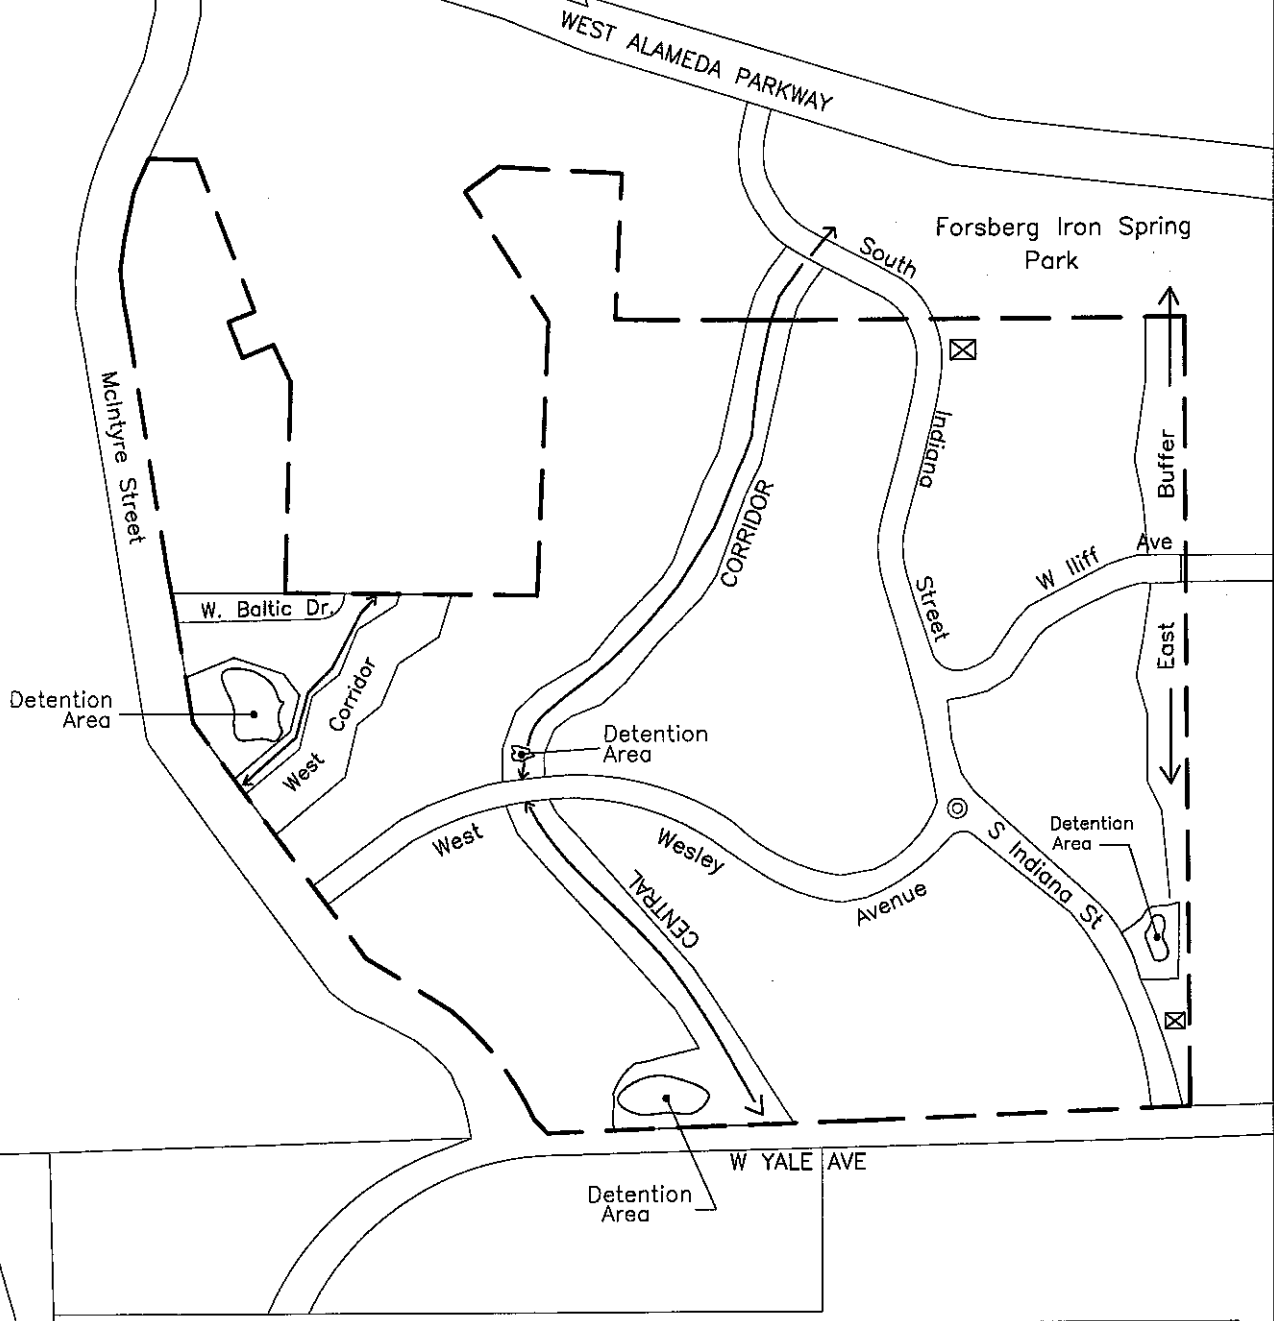 WEST ALAMEDA PARKWAY
Forsberg Iron Spring
Park
South
Indiana
Street
McIntyre Street
CORRIDOR
Buffer
W Iliff Ave
East
W. Baltic Dr.
Detention
Area
West Corridor
Detention
Area
West Wesley Avenue
CENTRAL
S Indiana St
Detention
Area
W YALE AVE
Detention
Area